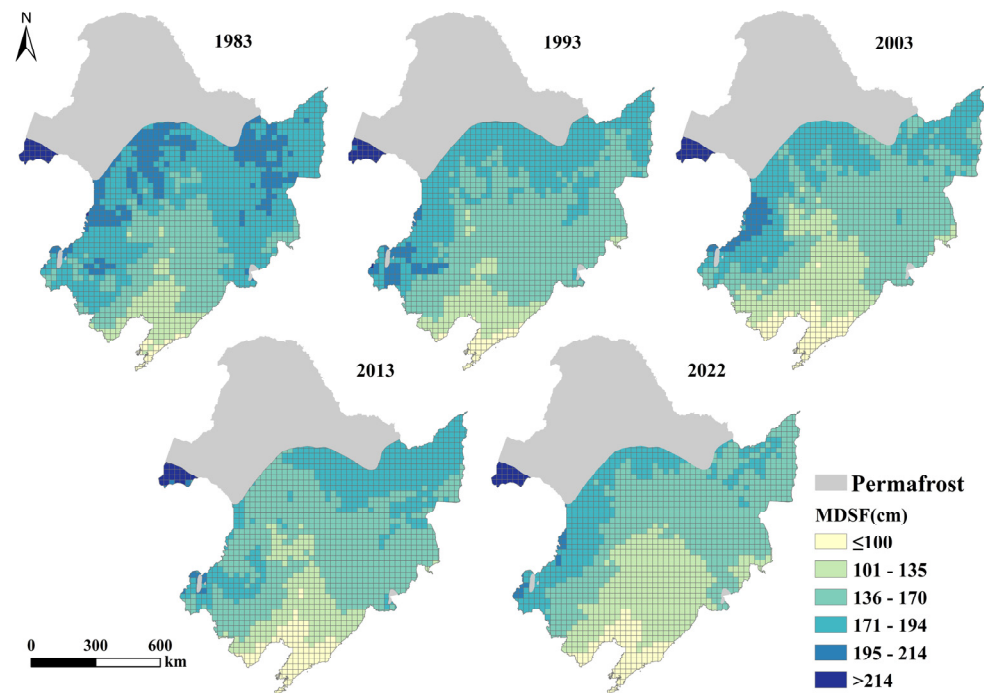 N
1983
1993
2003
2013
2022
Permafrost
MDSF(cm)
≤100
101 - 135
136 - 170
171 - 194
195 - 214
>214
0 300 600
km